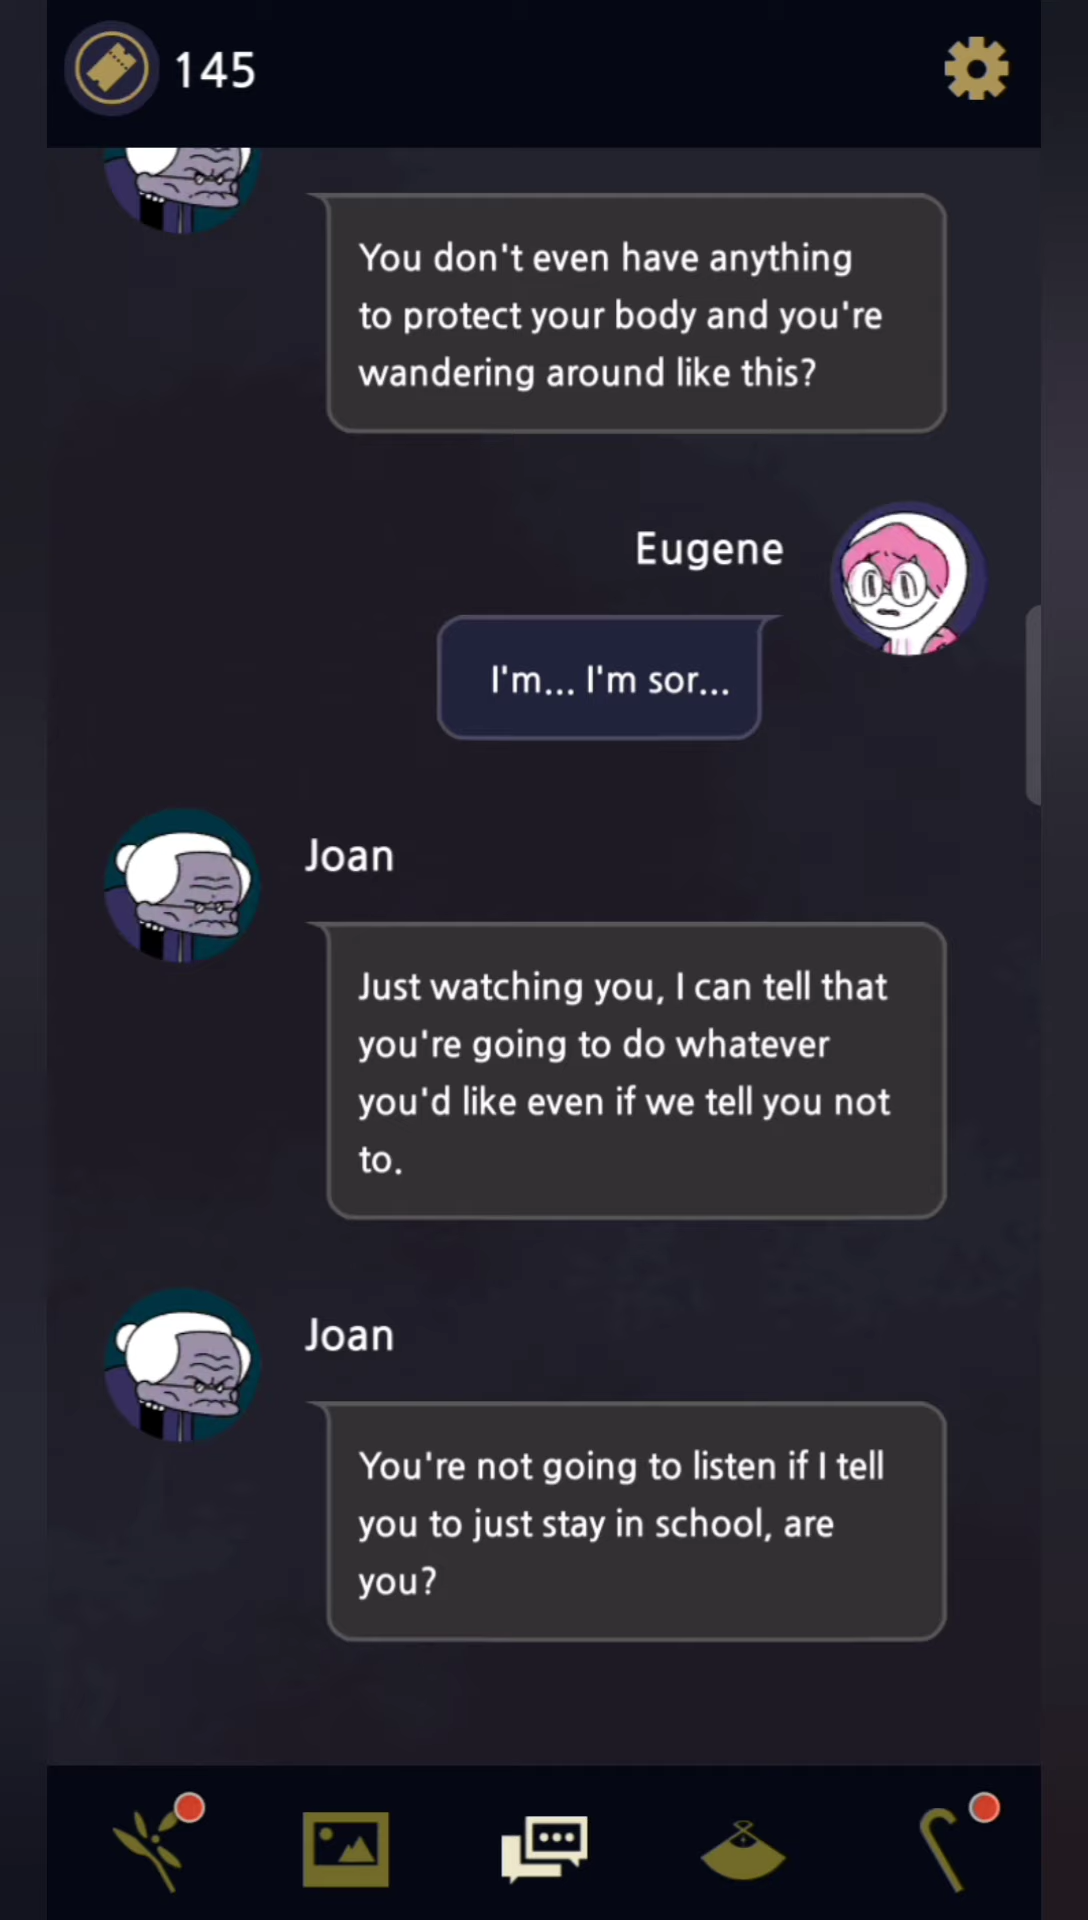 145
You don't even have anything
to protect your body and you're
wandering around like this?
Eugene
I'm... I'm sor...
Joan
Just watching you, I can tell that
you're going to do whatever
you'd like even if we tell you not
to.
Joan
You're not going to listen if I tell
you to just stay in school, are
you?